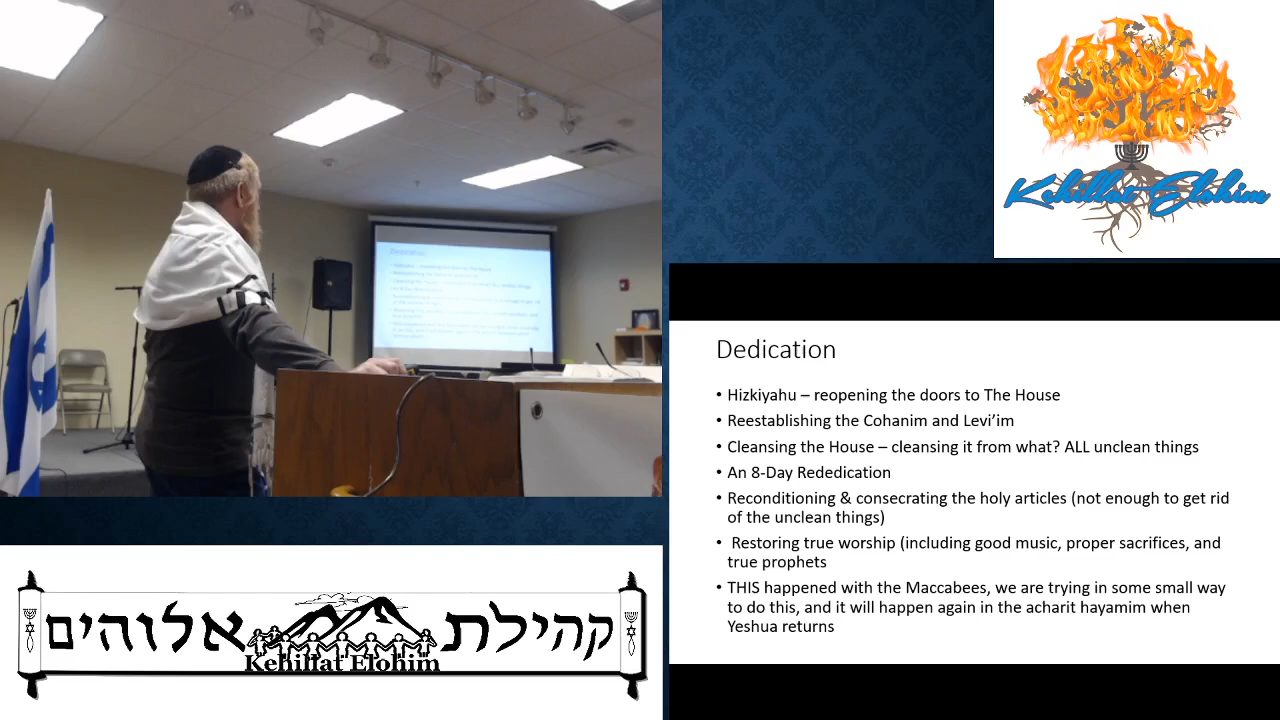 Kehillat Elohim
Dedication
• Hizkiyahu – reopening the doors to The House
• Reestablishing the Cohanim and Levi’im
• Cleansing the House – cleansing it from what? ALL unclean things
• An 8-Day Rededication
• Reconditioning & consecrating the holy articles (not enough to get rid
of the unclean things)
• Restoring true worship (including good music, proper sacrifices, and
true prophets
• THIS happened with the Maccabees, we are trying in some small way
to do this, and it will happen again in the acharit hayamim when
Yeshua returns
קהילת אלוהים
Kehillat Elohim